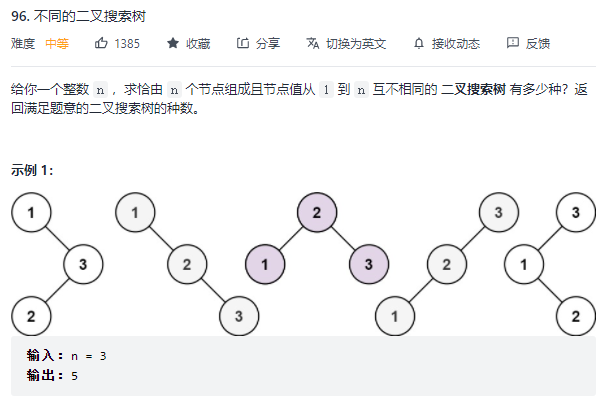 96. 不同的二叉搜索树
难度 中等 1385 收藏 分享 切换为英文 接收动态 反馈
给你一个整数 n ，求恰由 n 个节点组成且节点值从 1 到 n 互不相同的 二叉搜索树 有多少种？返
回满足题意的二叉搜索树的种数。
示例 1：
1 1 2 3 3
3 2 1 3 2 1
2 3 1 2
输入：n = 3
输出：5